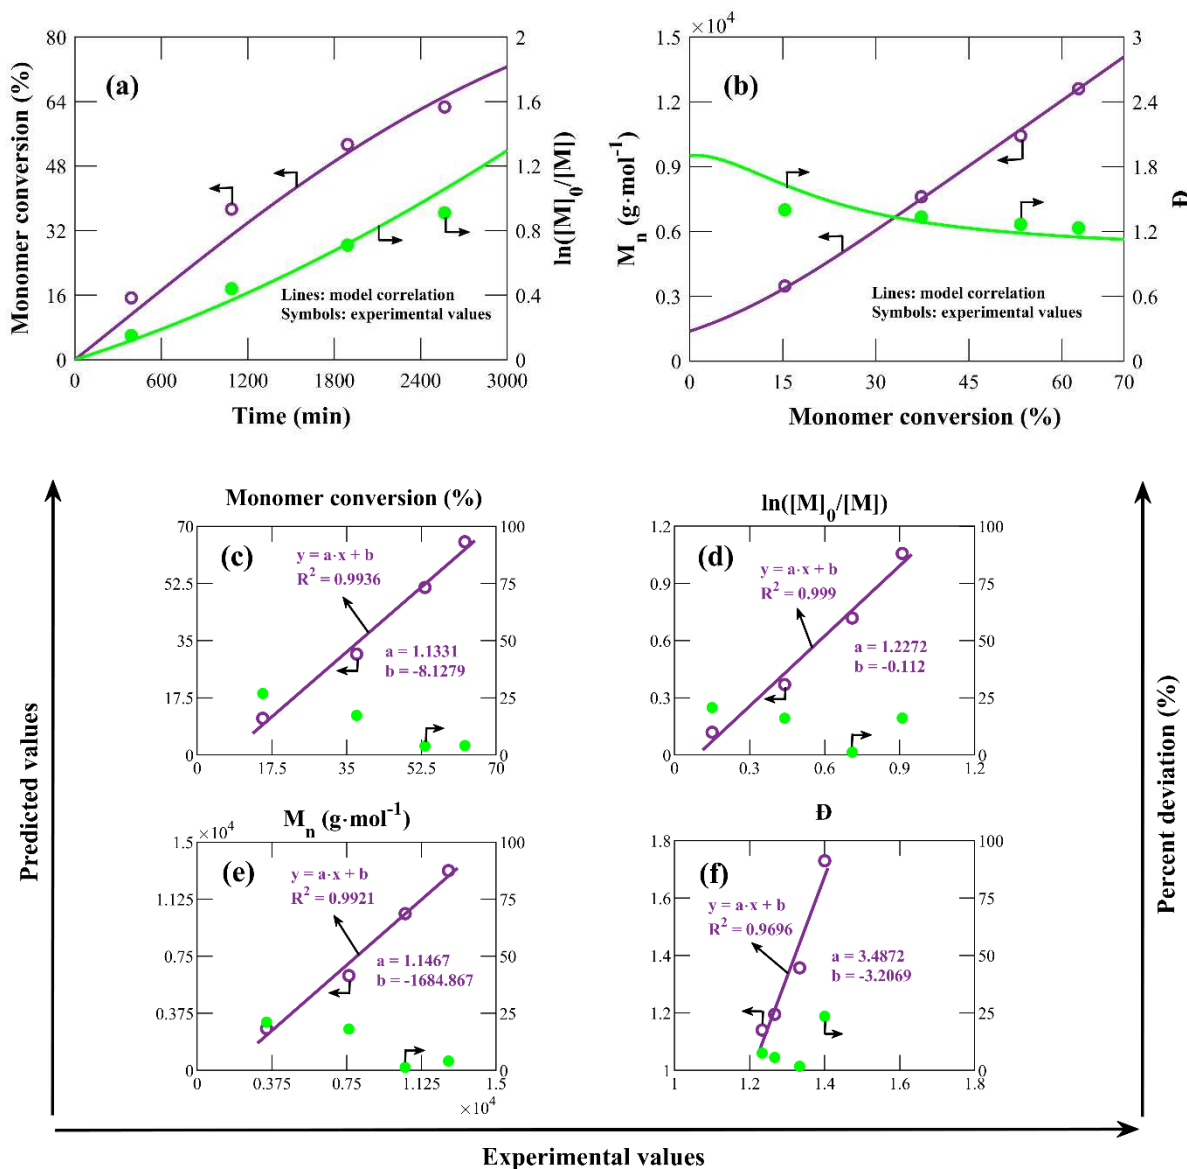 (a)
Monomer conversion (%)
80
64
48
32
16
0
2
1.6
1.2
0.8
0.4
0
ln([M]0/[M])
Lines: model correlation
Symbols: experimental values
0 600 1200 1800 2400 3000
Time (min)
(b)
×10^4
Mn (g·mol^-1)
1.5
1.2
0.9
0.6
0.3
0
3
2.4
1.8
1.2
0.6
0
Đ
Lines: model correlation
Symbols: experimental values
0 15 30 45 60 70
Monomer conversion (%)
Predicted values
Monomer conversion (%)
(c)
70
52.5
35
17.5
0
100
75
50
25
0
y = a·x + b
R^2 = 0.9936
a = 1.1331
b = -8.1279
0 17.5 35 52.5 70
ln([M]0/[M])
(d)
1.2
0.9
0.6
0.3
0
100
75
50
25
0
y = a·x + b
R^2 = 0.999
a = 1.2272
b = -0.112
0 0.3 0.6 0.9 1.2
Mn (g·mol^-1)
×10^4
(e)
1.5
1.125
0.75
0.375
0
100
75
50
25
0
y = a·x + b
R^2 = 0.9921
a = 1.1467
b = -1684.867
0 0.375 0.75 1.125 1.5
×10^4
Đ
(f)
1.8
1.6
1.4
1.2
1
100
75
50
25
0
y = a·x + b
R^2 = 0.9696
a = 3.4872
b = -3.2069
1 1.2 1.4 1.6 1.8
Percent deviation (%)
Experimental values